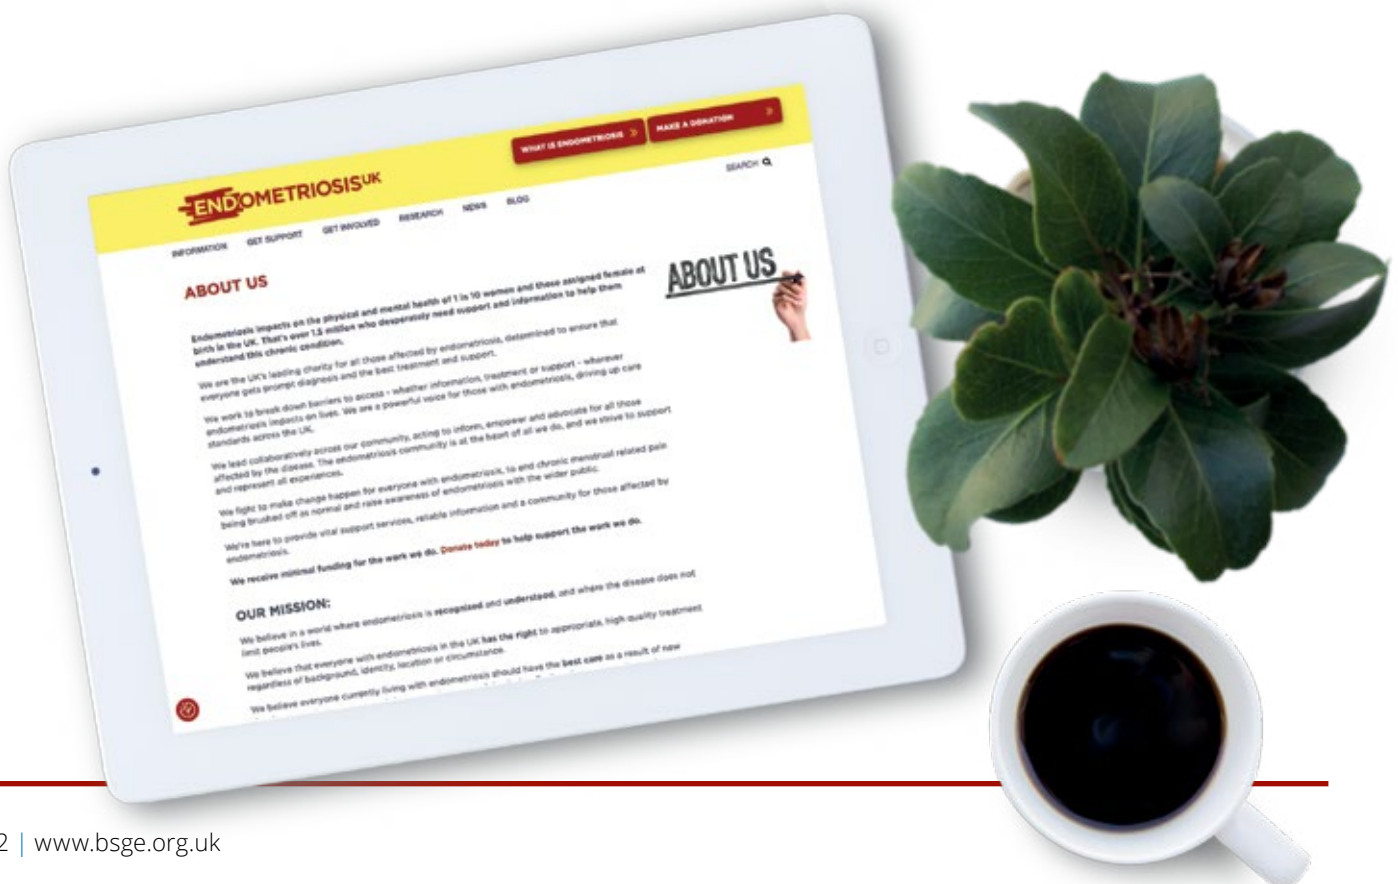 WHAT IS ENDOMETRIOSIS
MAKE A DONATION
ENDOMETRIOSIS UK
SEARCH
INFORMATION GET SUPPORT GET INVOLVED RESEARCH NEWS BLOG
ABOUT US
ABOUT US
Endometriosis impacts on the physical and mental health of 1 in 10 women and those assigned female at
birth in the UK. That's over 1.5 million who desperately need support and information to help them
understand this chronic condition.
We are the UK's leading charity for all those affected by endometriosis, determined to ensure that
everyone gets prompt diagnosis and the best treatment and support.
We work to break down barriers to access - whether information, treatment or support - wherever
endometriosis impacts on lives. We are a powerful voice for those with endometriosis, driving up care
standards across the UK.
We lead collaboratively across our community, acting to inform, empower and advocate for all those
affected by the disease. The endometriosis community is at the heart of all we do, and we strive to support
and represent all experiences.
We fight to make change happen for everyone with endometriosis, to end chronic menstrual related pain
being brushed off as normal and raise awareness of endometriosis with the wider public.
We're here to provide vital support services, reliable information and a community for those affected by
endometriosis.
We receive minimal funding for the work we do. Donate today to help support the work we do.
OUR MISSION:
We believe in a world where endometriosis is recognised and understood, and where the disease does not
limit people's lives.
We believe that everyone with endometriosis in the UK has the right to appropriate, high quality treatment
regardless of background, identity, location or circumstance.
We believe everyone currently living with endometriosis should have the best care as a result of new
2 | www.bsge.org.uk